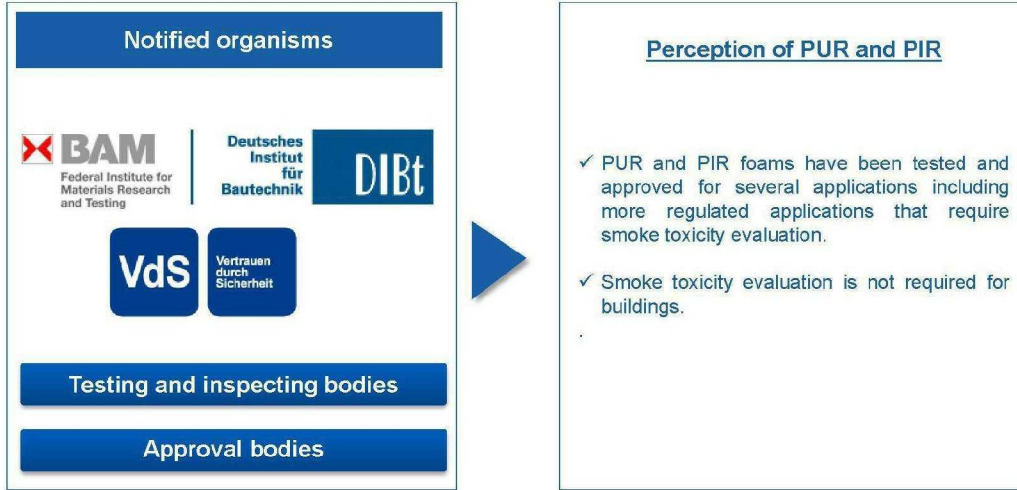 Notified organisms
BAM
Federal Institute for
Materials Research
and Testing
Deutsches
Institut
für
Bautechnik
DIBt
VdS
Vertrauen
durch
Sicherheit
Testing and inspecting bodies
Approval bodies
Perception of PUR and PIR
✓ PUR and PIR foams have been tested and
approved for several applications including
more regulated applications that require
smoke toxicity evaluation.
✓ Smoke toxicity evaluation is not required for
buildings.
.